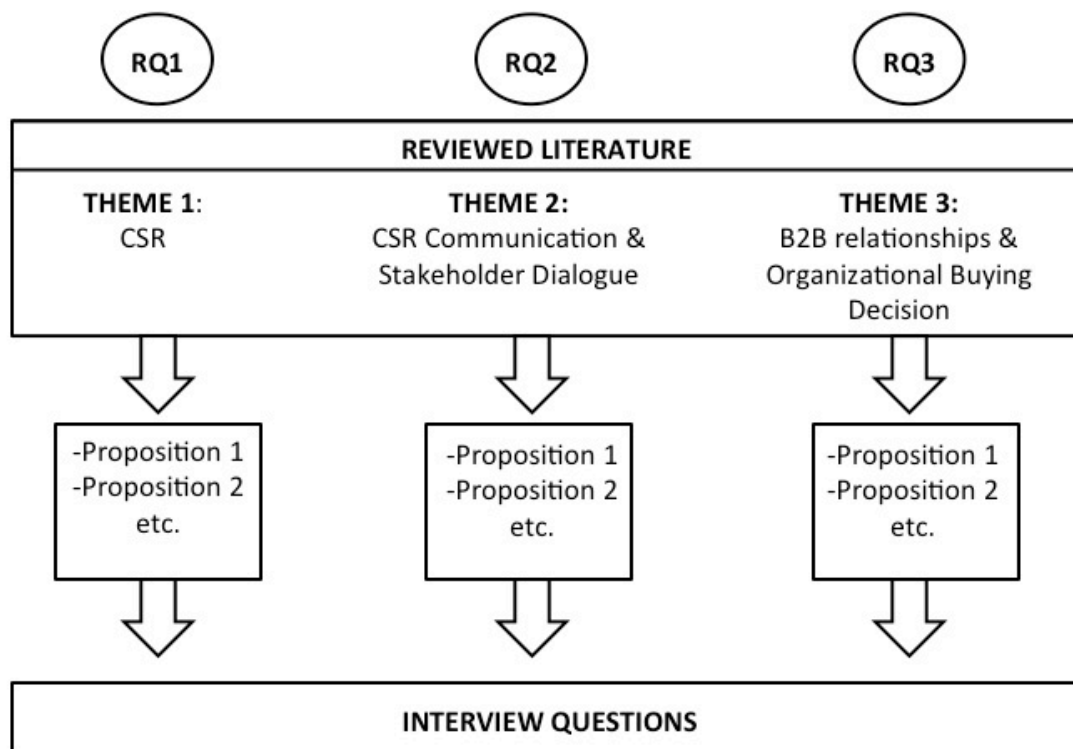 RQ1
RQ2
RQ3
REVIEWED LITERATURE
THEME 1:
CSR
THEME 2:
CSR Communication &
Stakeholder Dialogue
THEME 3:
B2B relationships &
Organizational Buying
Decision
-Proposition 1
-Proposition 2
etc.
-Proposition 1
-Proposition 2
etc.
-Proposition 1
-Proposition 2
etc.
INTERVIEW QUESTIONS